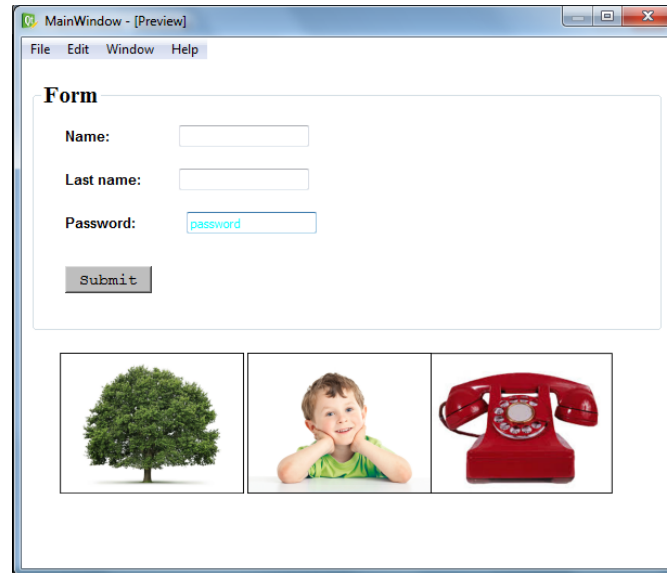 MainWindow - [Preview]
File Edit Window Help
Form
Name:
Last name:
Password: password
Submit